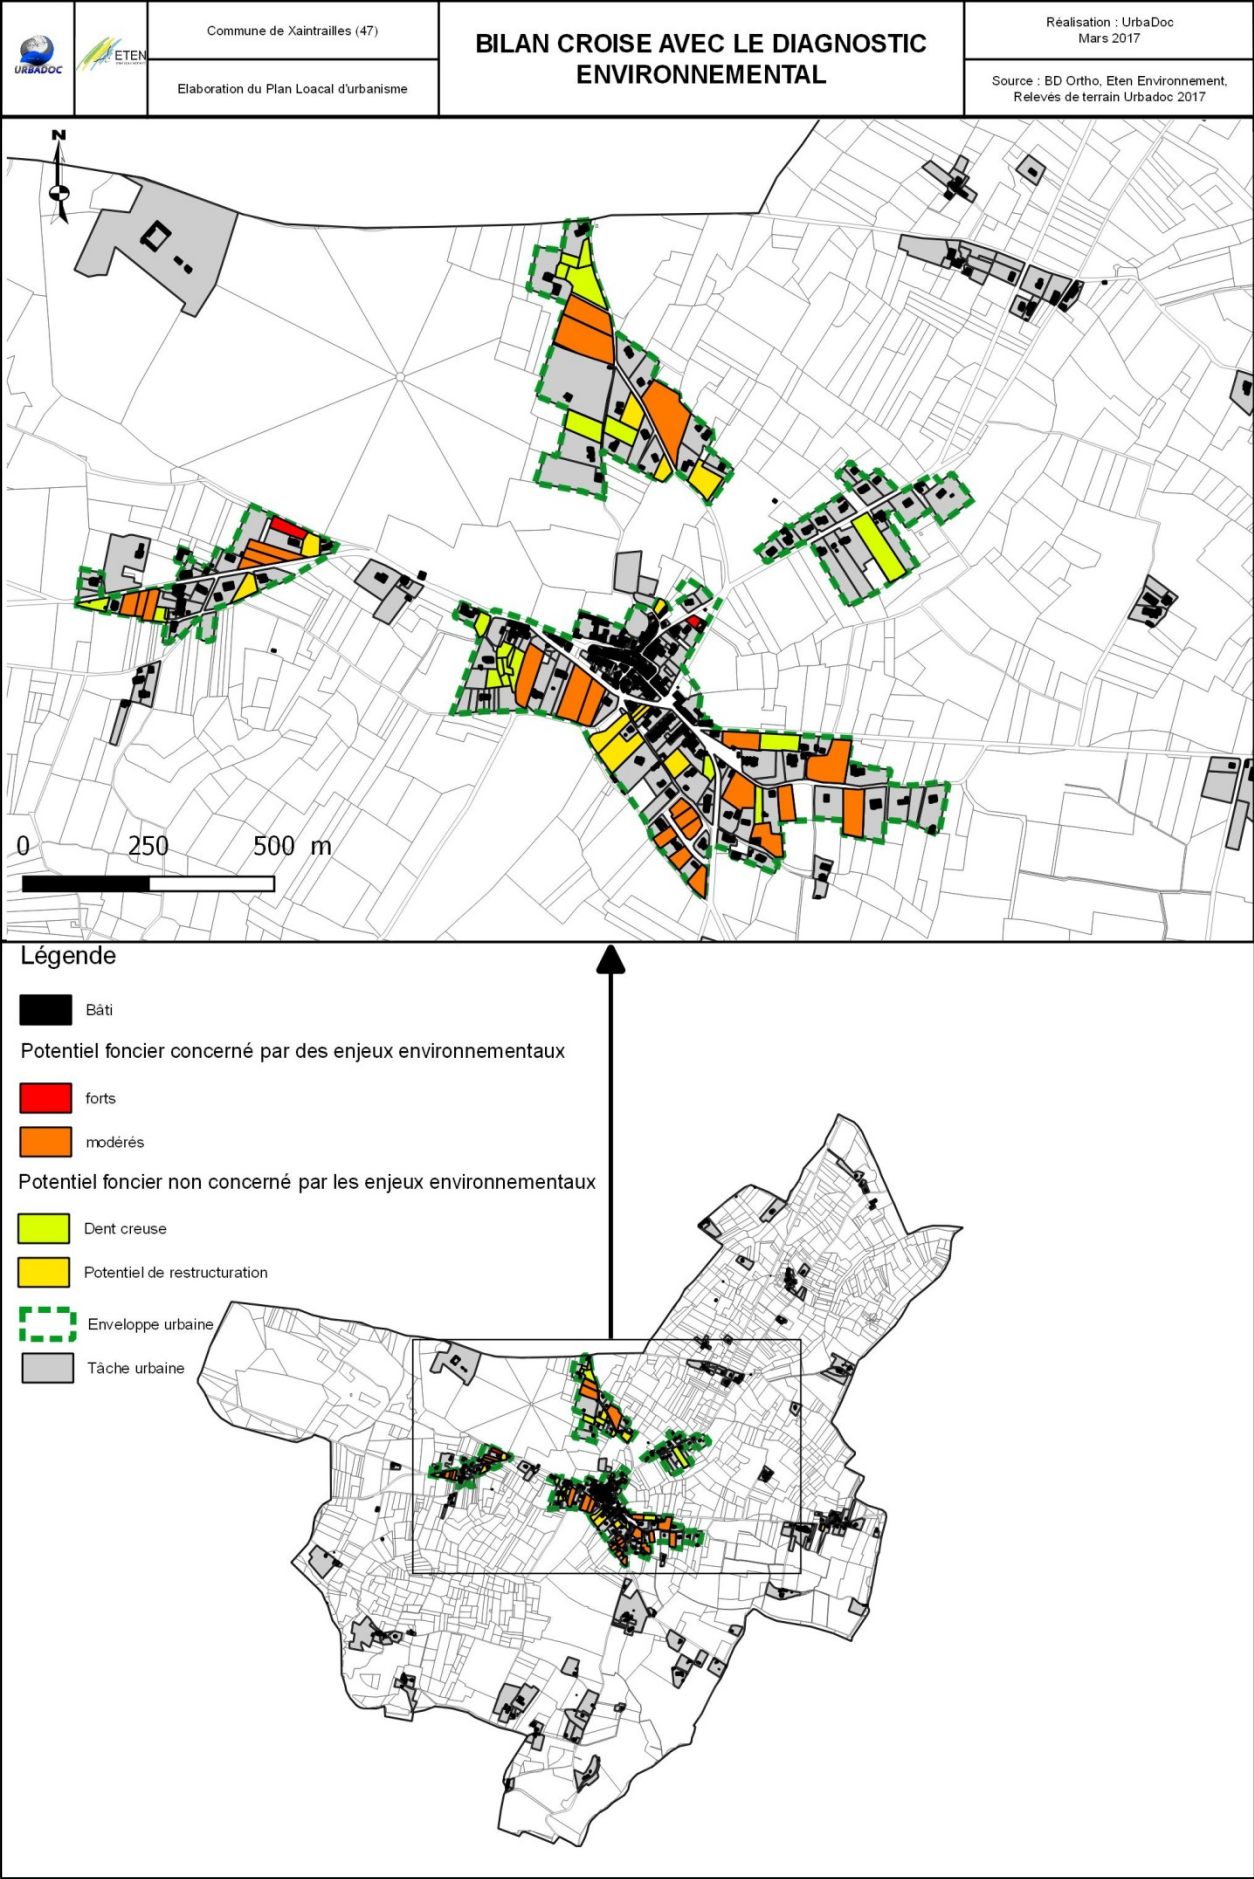 URBADOC
ETEN
Commune de Xaintrailles (47)
Elaboration du Plan Loacal d'urbanisme
BILAN CROISE AVEC LE DIAGNOSTIC
ENVIRONNEMENTAL
Réalisation : UrbaDoc
Mars 2017
Source : BD Ortho, Eten Environnement,
Relevés de terrain Urbadoc 2017
N
0 250 500 m
Légende
Bâti
Potentiel foncier concerné par des enjeux environnementaux
forts
modérés
Potentiel foncier non concerné par les enjeux environnementaux
Dent creuse
Potentiel de restructuration
Enveloppe urbaine
Tâche urbaine